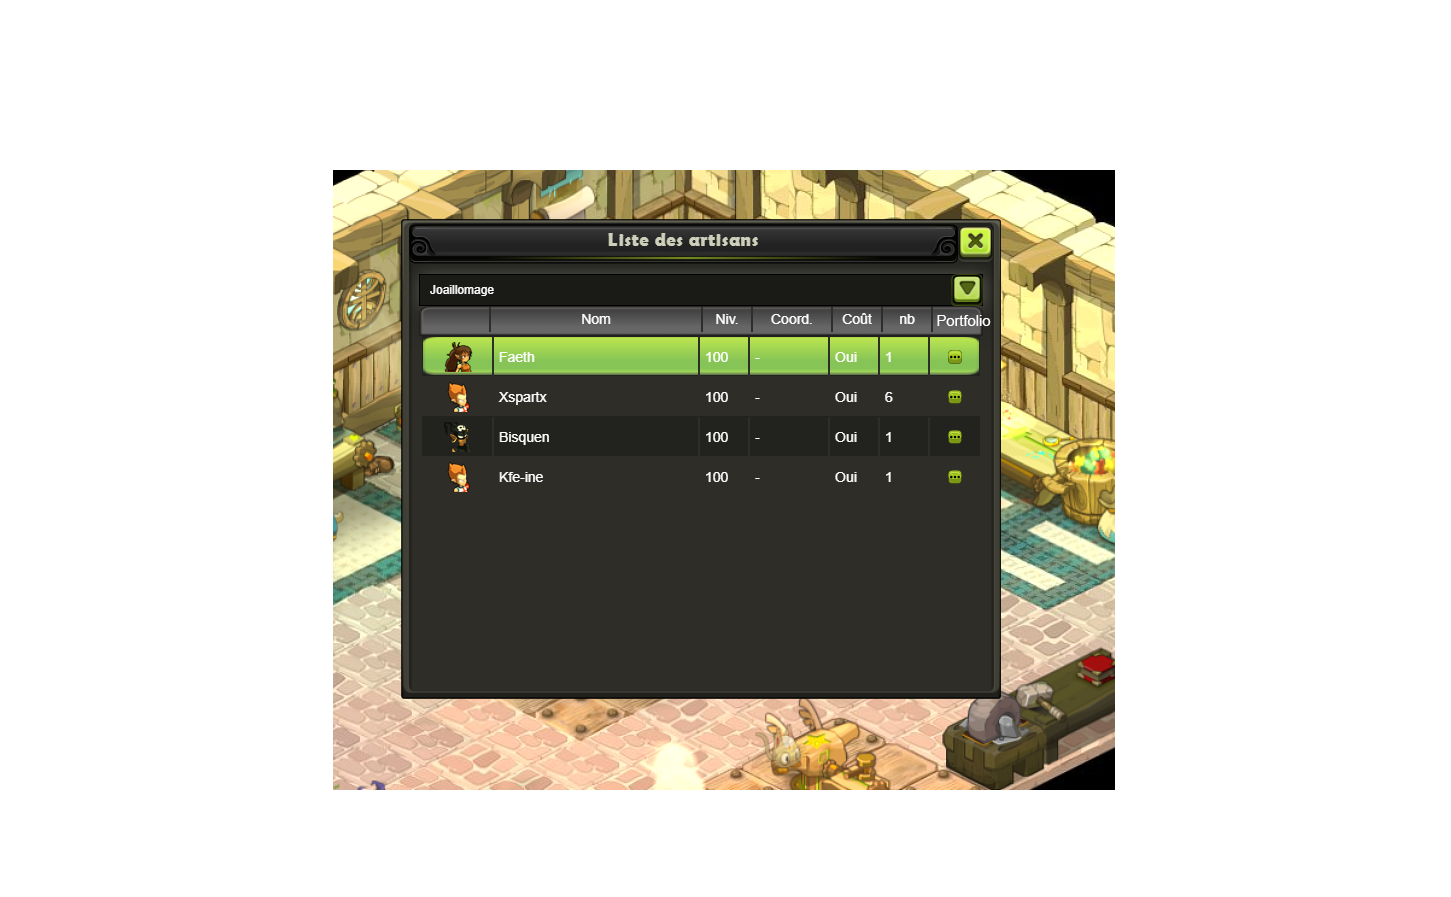 Liste des artisans
Joaillomage
Nom Niv. Coord. Coût nb Portfolio
Faeth 100 - Oui 1
Xspartx 100 - Oui 6
Bisquen 100 - Oui 1
Kfe-ine 100 - Oui 1